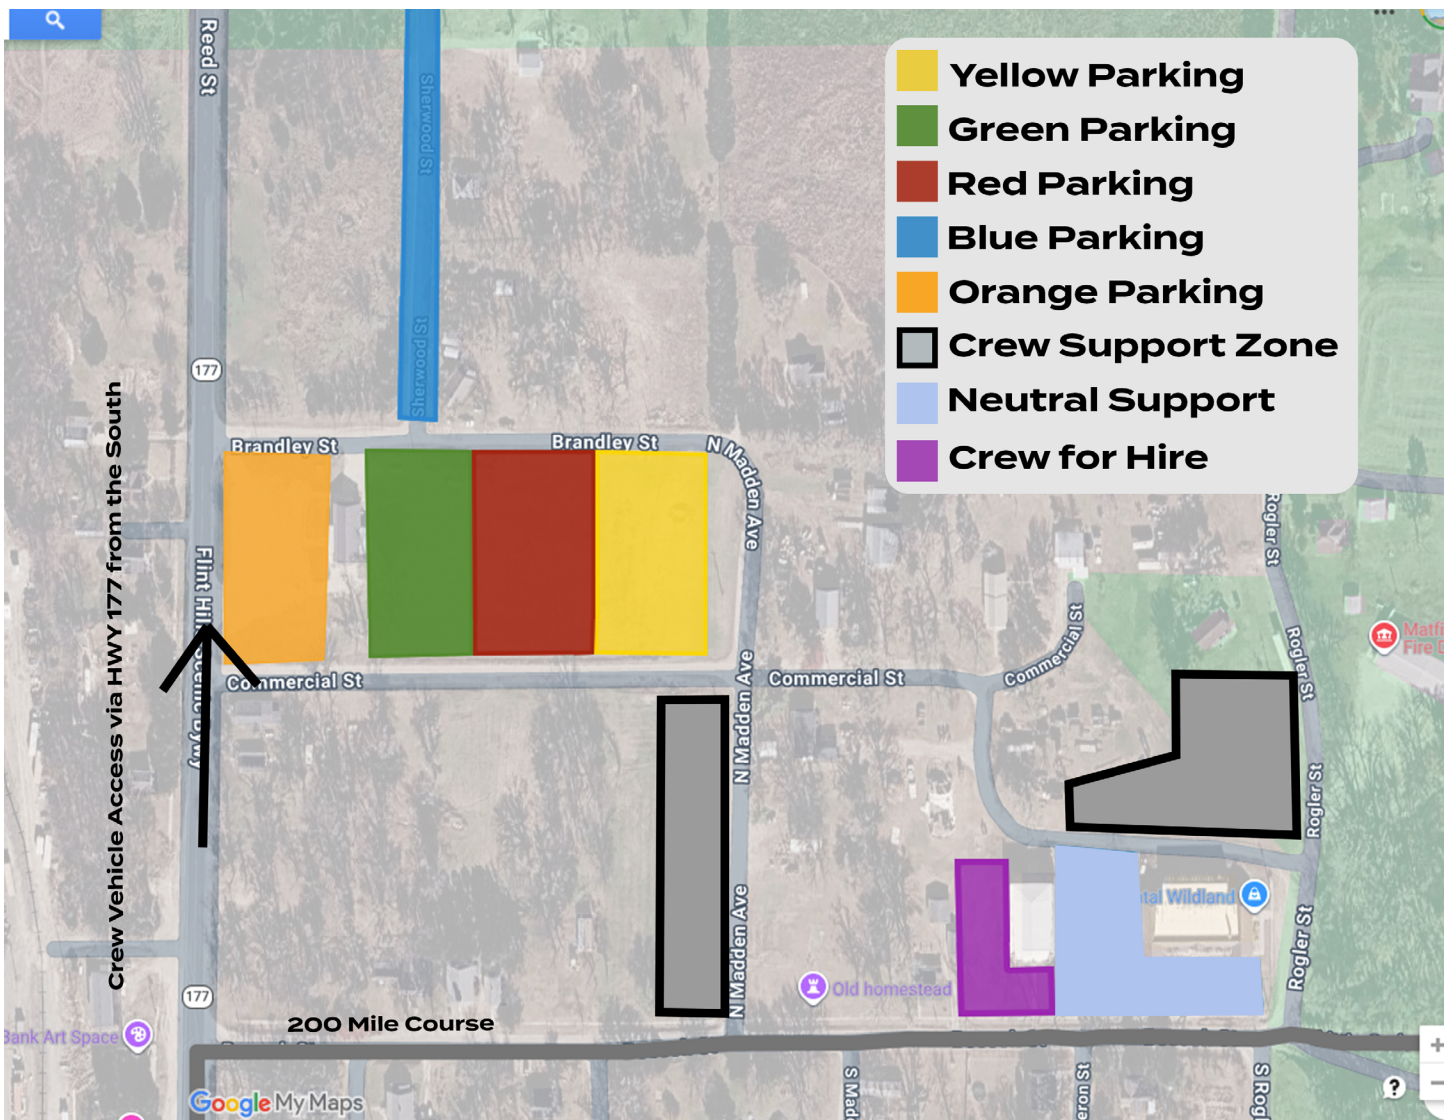 Reed St
Sherwood St
Yellow Parking
Green Parking
Red Parking
Blue Parking
Orange Parking
Crew Support Zone
Neutral Support
Crew for Hire
177
Sherwood St
Crew Vehicle Access via HWY 177 from the South
Brandley St
Brandley St
N Madden Ave
Rogler St
Flint
Commercial St
Commercial St
Commercial St
Rogler St
Fire
N Madden Ave
Rogler St
N Madden Ave
Wildland
Rogler St
Old homestead
177
200 Mile Course
Bank Art Space
Google My Maps
S
St
S
?